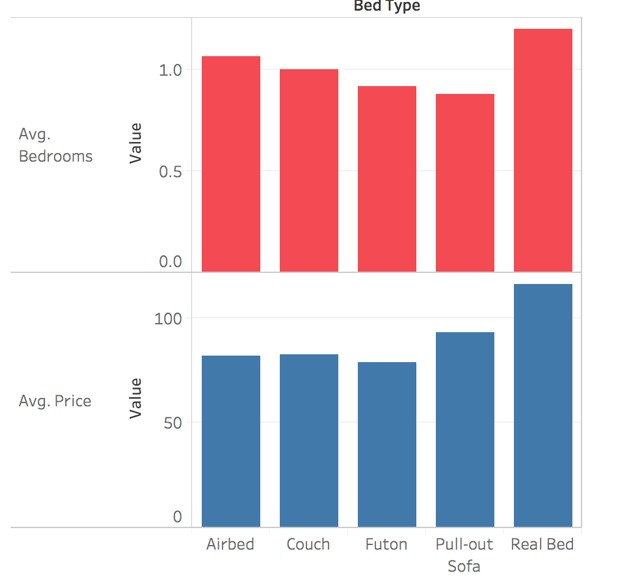 Bed Type
Avg.
Bedrooms
Value
1.0
0.5
0.0
Avg. Price
Value
100
50
0
Airbed
Couch
Futon
Pull-out
Sofa
Real Bed